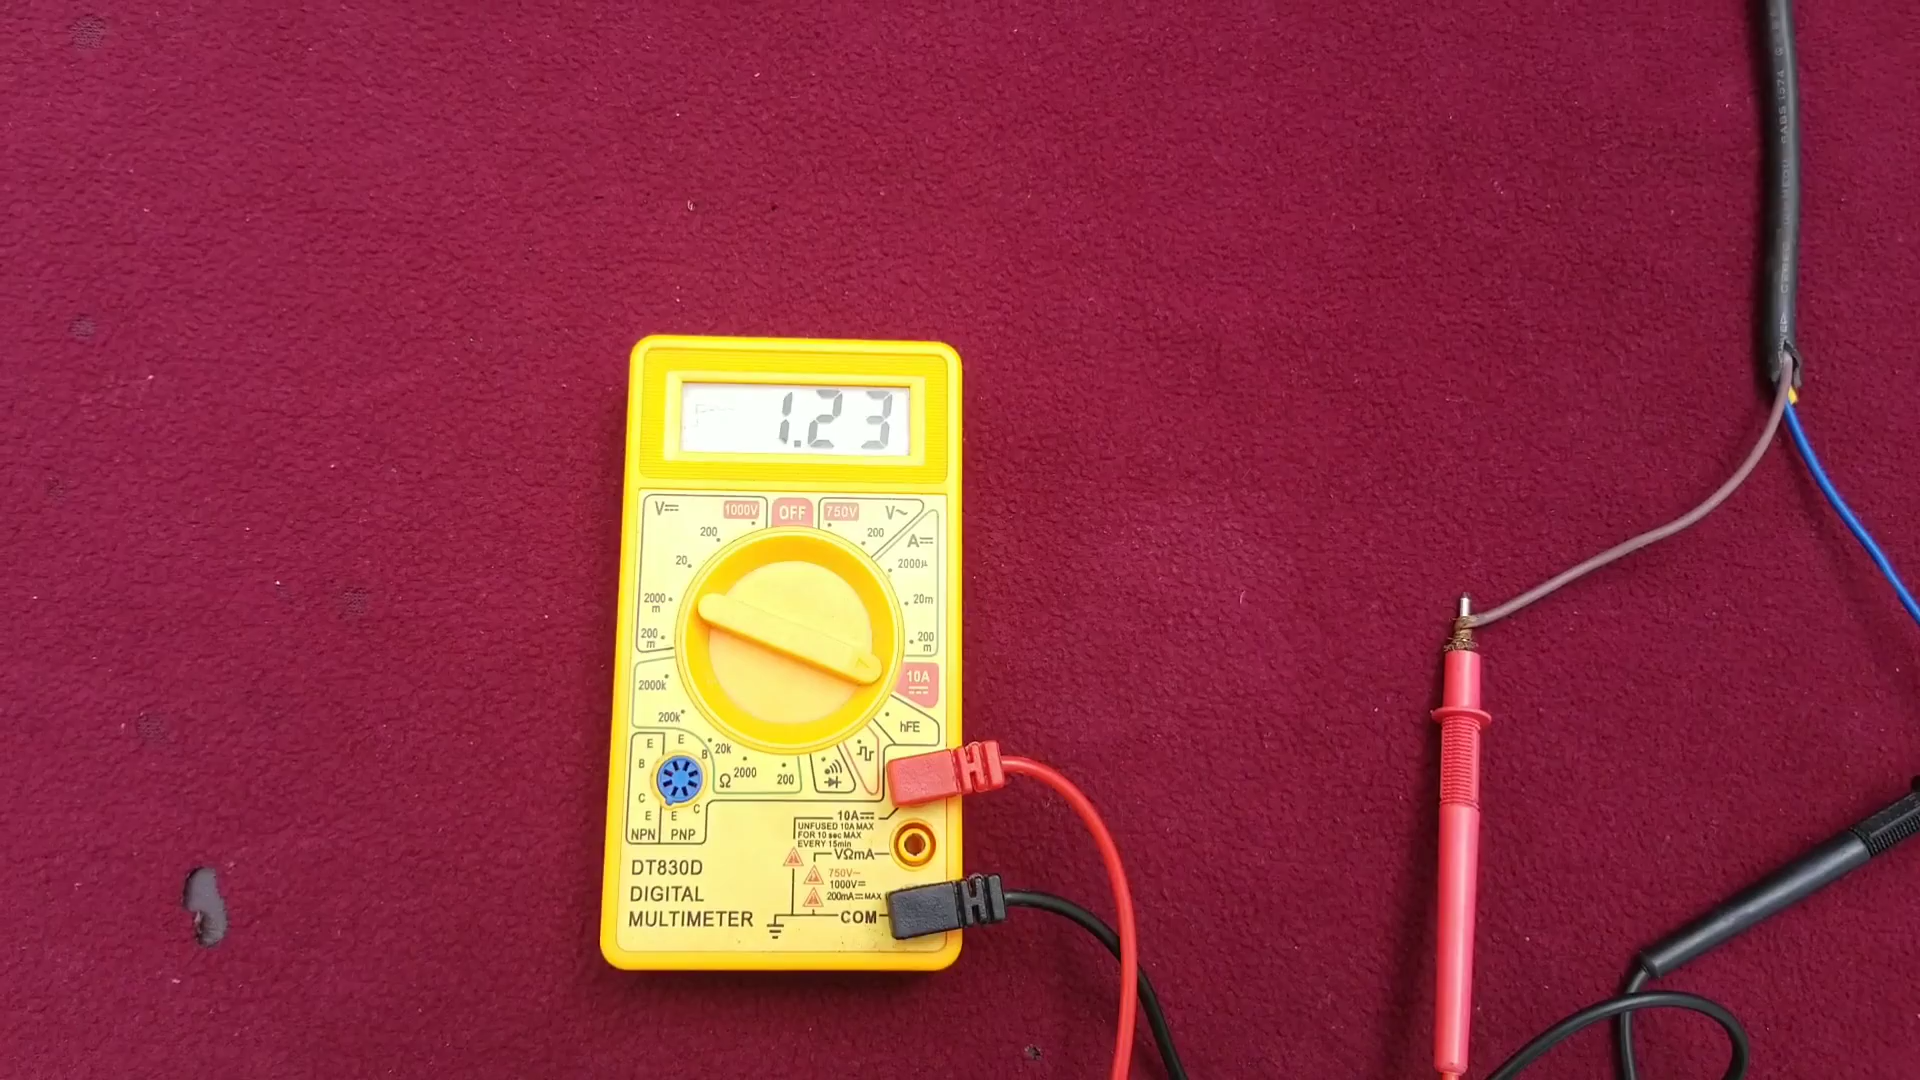 1.23
V⎓ 1000V OFF 750V V~
200 200 A⎓
20 2000µ
2000m 20m
200m 200m
2000k 10A
200k hFE
E E B 20k
B Ω 2000 200
C C
E E
NPN PNP
10A⎓
UNFUSED 10A MAX
FOR 10 sec MAX
EVERY 15min
VΩmA
750V~
1000V⎓
200mA⎓MAX
COM
DT830D
DIGITAL
MULTIMETER
SABS 1574